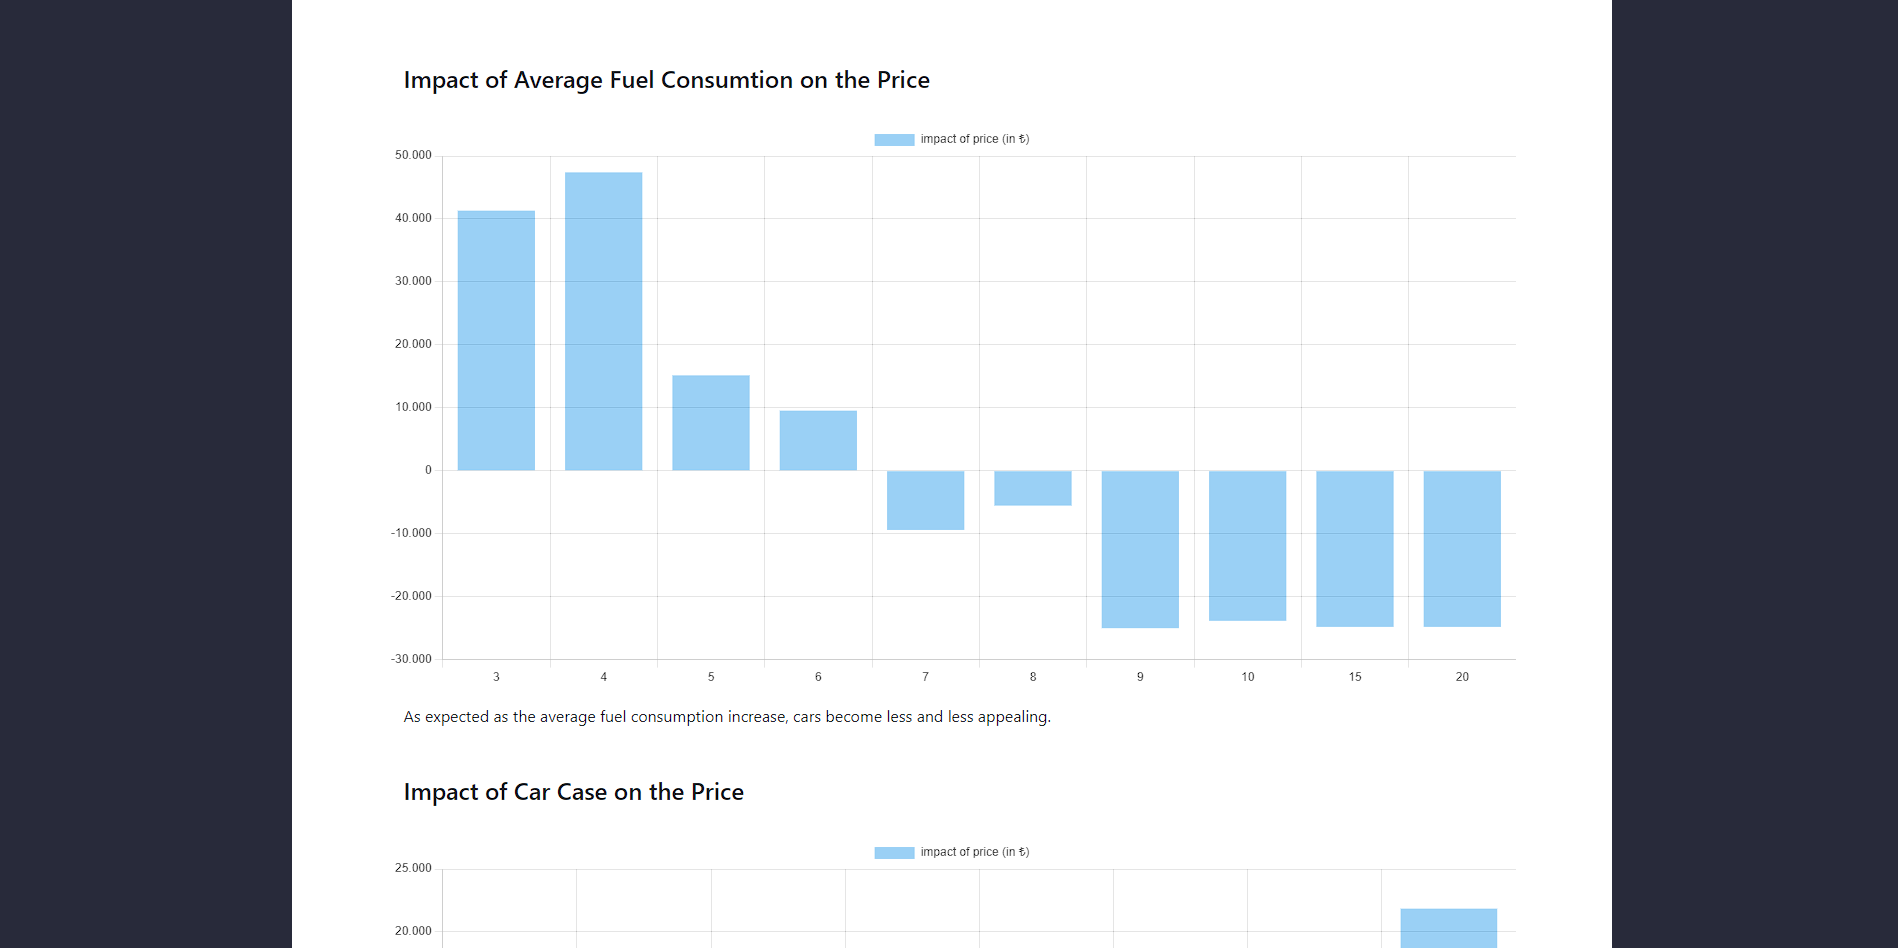 Impact of Average Fuel Consumtion on the Price
impact of price (in ₺)
50.000
40.000
30.000
20.000
10.000
0
-10.000
-20.000
-30.000
3 4 5 6 7 8 9 10 15 20
As expected as the average fuel consumption increase, cars become less and less appealing.
Impact of Car Case on the Price
impact of price (in ₺)
25.000
20.000